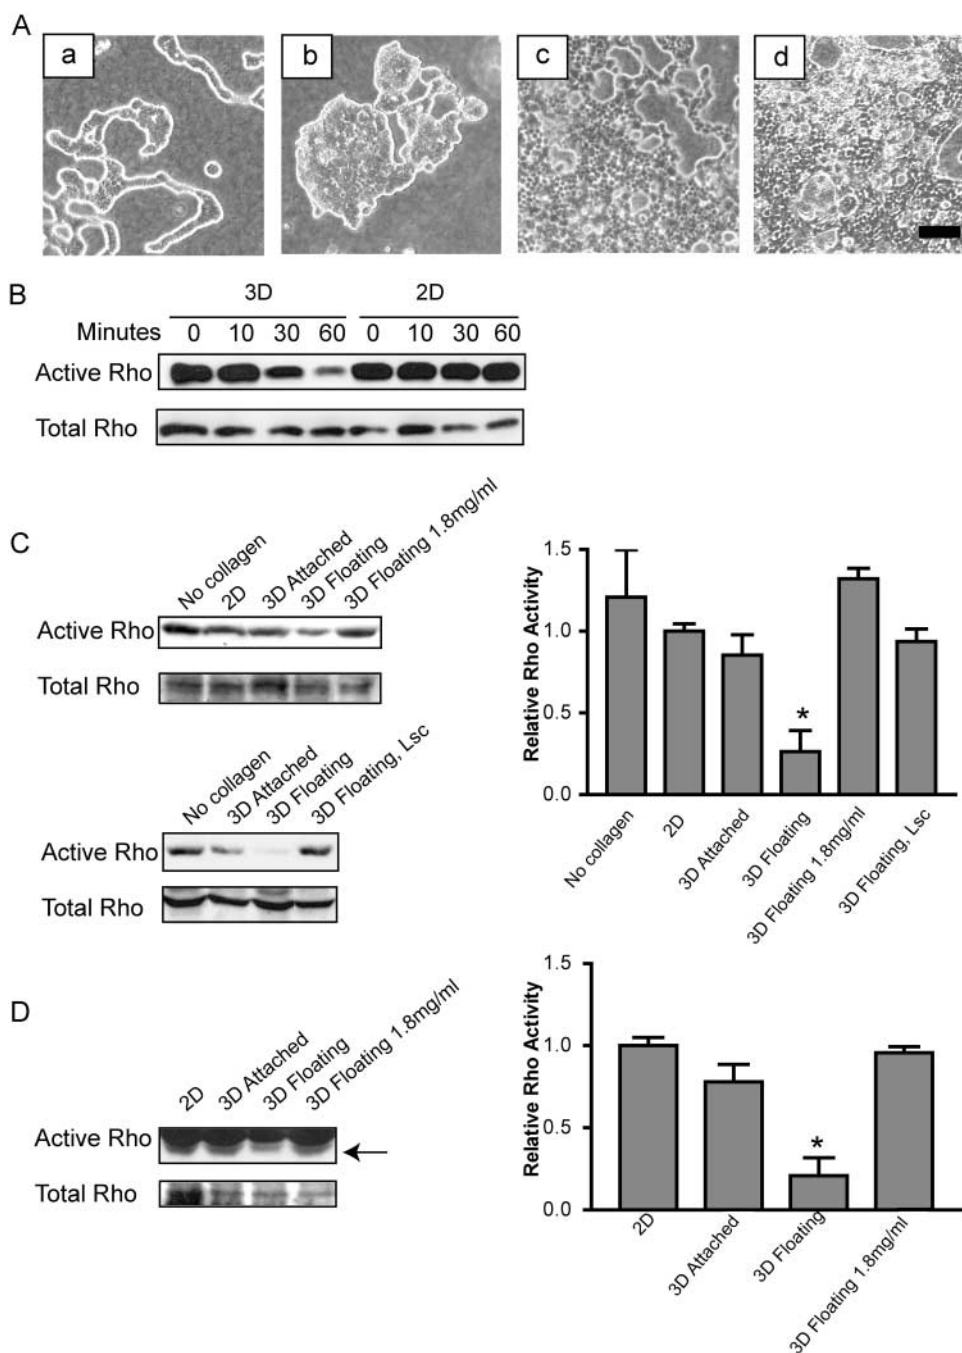 A
a b c d
B
3D 2D
Minutes 0 10 30 60 0 10 30 60
Active Rho
Total Rho
C
No collagen
2D
3D Attached
3D Floating
3D Floating 1.8mg/ml
Active Rho
Total Rho
No collagen
3D Attached
3D Floating
3D Floating, Lsc
Active Rho
Total Rho
Relative Rho Activity
1.5
1.0
0.5
0.0
*
No collagen
2D
3D Attached
3D Floating
3D Floating 1.8mg/ml
3D Floating, Lsc
D
2D
3D Attached
3D Floating
3D Floating 1.8mg/ml
Active Rho
Total Rho
Relative Rho Activity
1.5
1.0
0.5
0.0
*
2D
3D Attached
3D Floating
3D Floating 1.8mg/ml